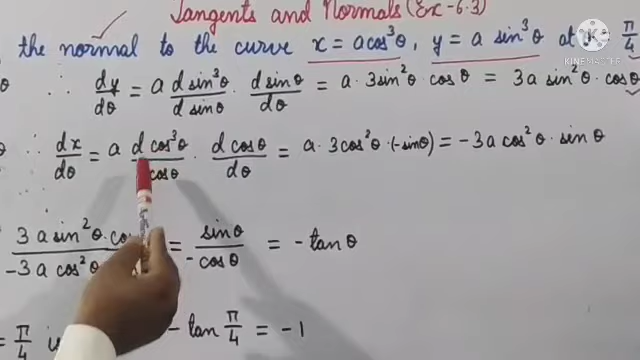 Tangents and Normals (Ex-6.3)
the normal to the curve x = acos³θ, y = a sin³θ at π/4
KINEMASTER
θ ∴ dy/dθ = a d sin³θ/d sinθ · d sinθ/dθ = a · 3sin²θ · cosθ = 3a sin²θ · cosθ
∴ dx/dθ = a d cos³θ/cosθ · d cosθ/dθ = a · 3cos²θ · (-sinθ) = -3a cos²θ · sinθ
3a sin²θ · /-3a cos²θ = sinθ/-cosθ = -tanθ
= π/4 - tan π/4 = -1